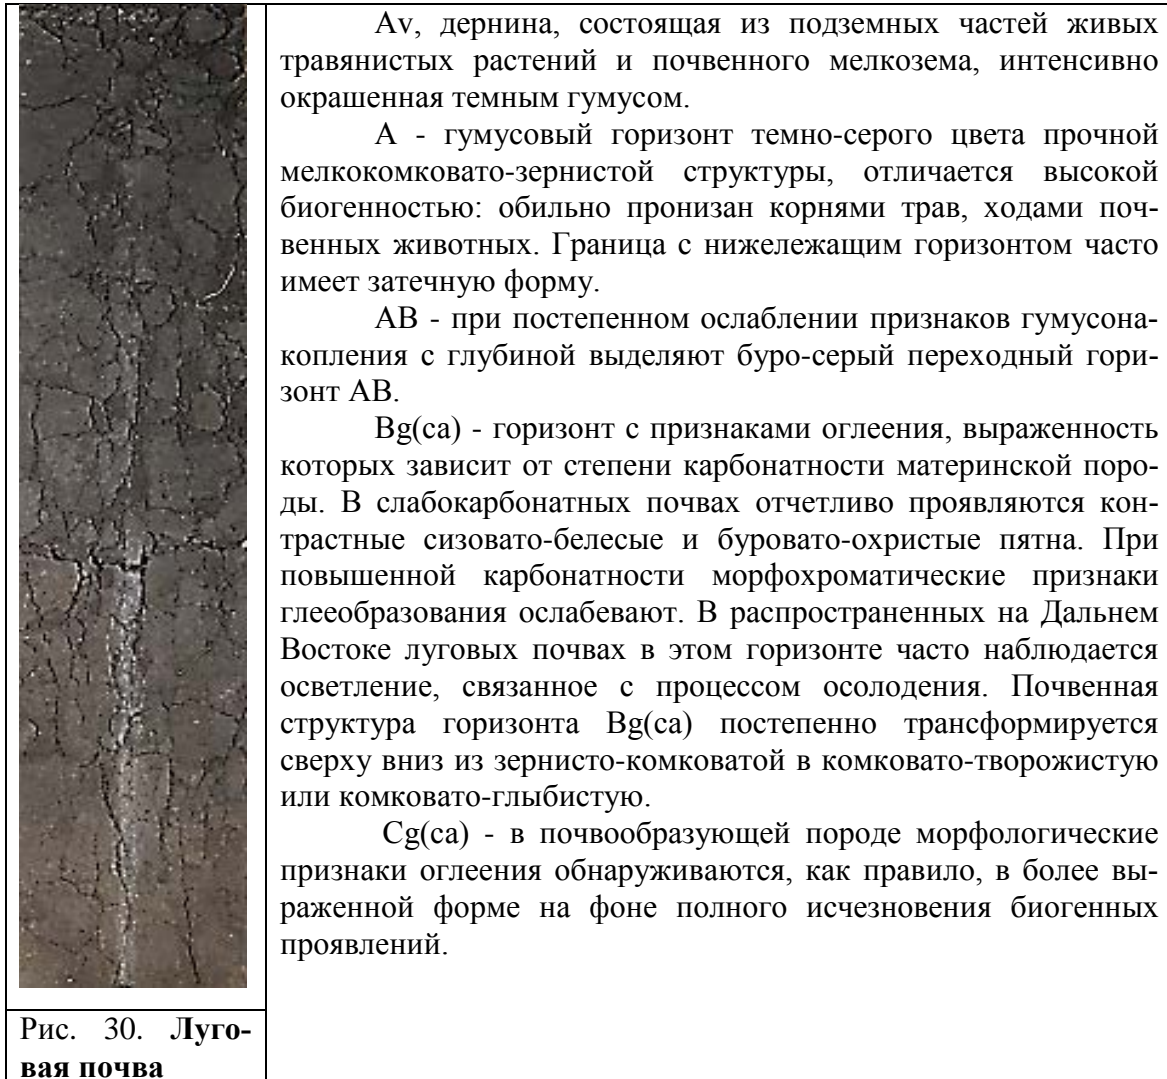 Av, дернина, состоящая из подземных частей живых
травянистых растений и почвенного мелкозема, интенсивно
окрашенная темным гумусом.
А - гумусовый горизонт темно-серого цвета прочной
мелкокомковато-зернистой структуры, отличается высокой
биогенностью: обильно пронизан корнями трав, ходами поч-
венных животных. Граница с нижележащим горизонтом часто
имеет затечную форму.
АВ - при постепенном ослаблении признаков гумусона-
копления с глубиной выделяют буро-серый переходный гори-
зонт АВ.
Bg(ca) - горизонт с признаками оглеения, выраженность
которых зависит от степени карбонатности материнской поро-
ды. В слабокарбонатных почвах отчетливо проявляются кон-
трастные сизовато-белесые и буровато-охристые пятна. При
повышенной карбонатности морфохроматические признаки
глееобразования ослабевают. В распространенных на Дальнем
Востоке луговых почвах в этом горизонте часто наблюдается
осветление, связанное с процессом осолодения. Почвенная
структура горизонта Bg(ca) постепенно трансформируется
сверху вниз из зернисто-комковатой в комковато-творожистую
или комковато-глыбистую.
Cg(ca) - в почвообразующей породе морфологические
признаки оглеения обнаруживаются, как правило, в более вы-
раженной форме на фоне полного исчезновения биогенных
проявлений.
Рис. 30. Луго-
вая почва